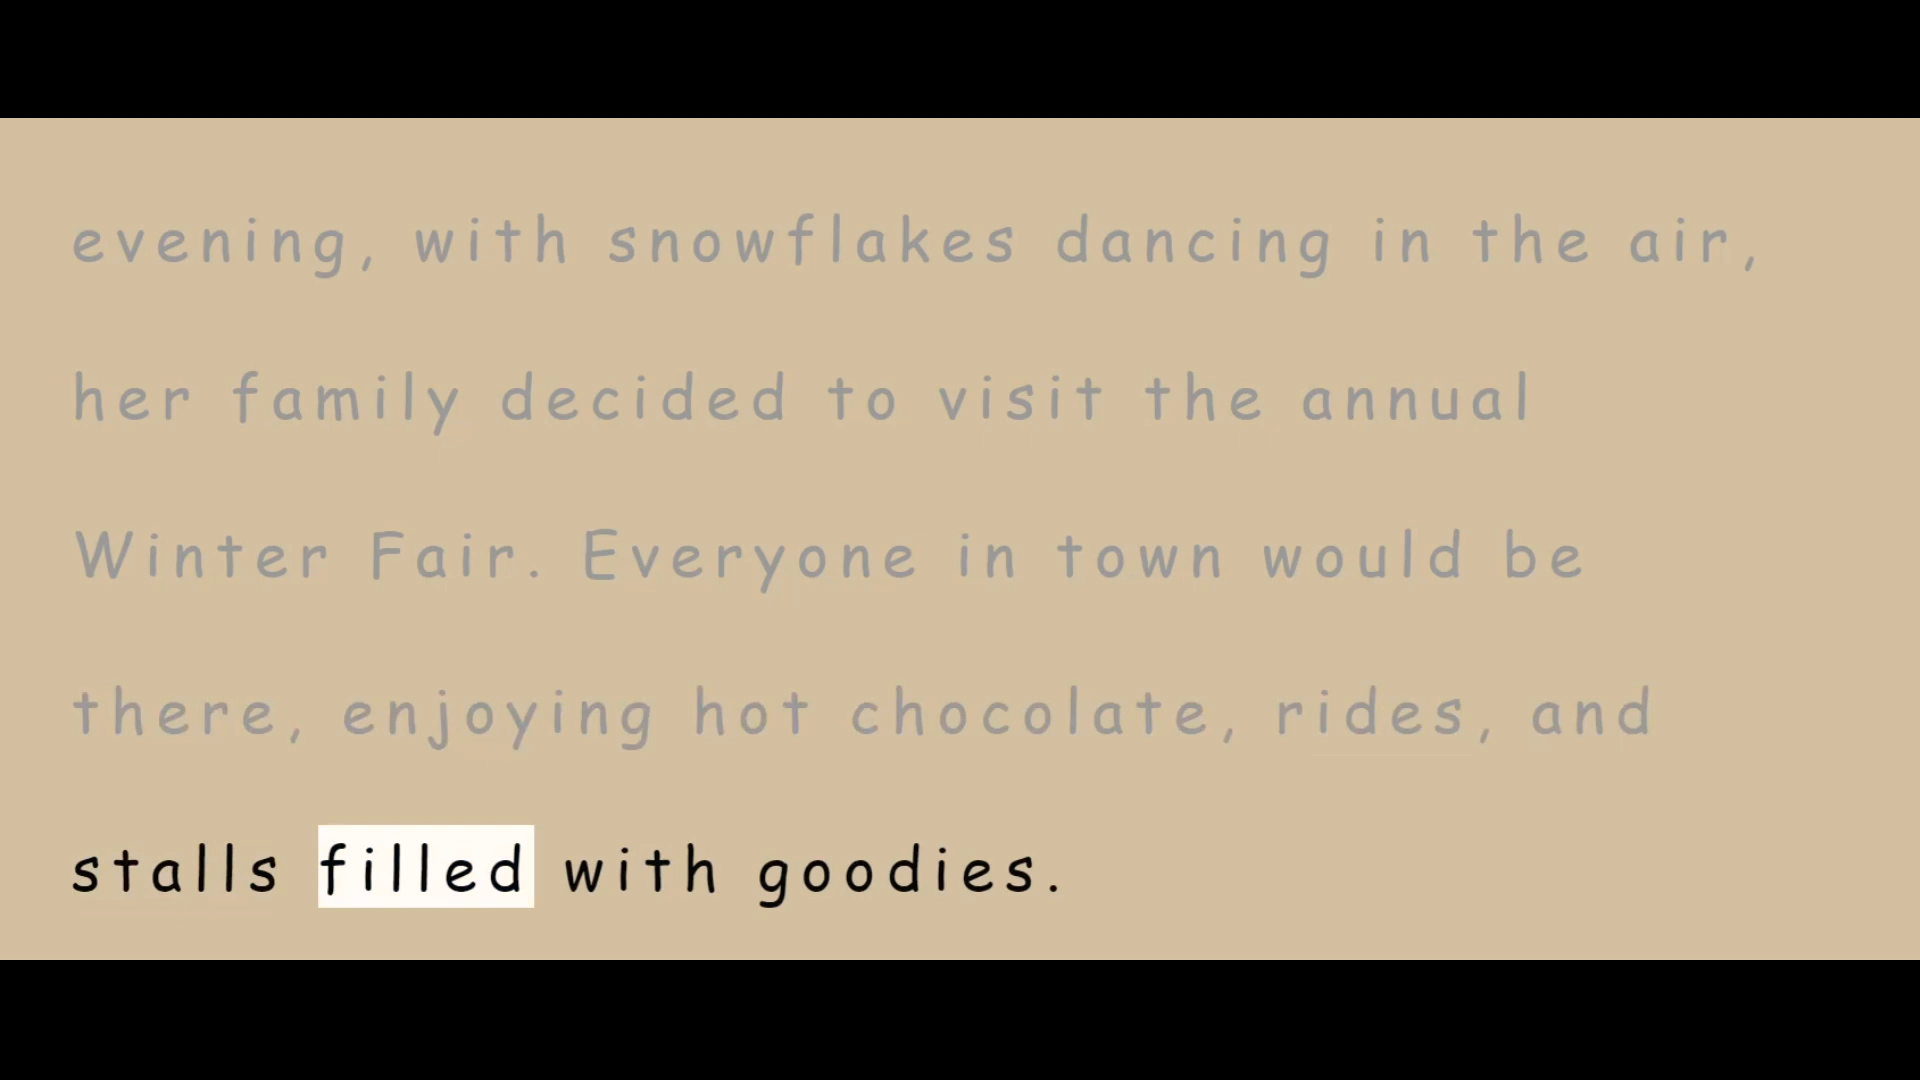 evening, with snowflakes dancing in the air,
her family decided to visit the annual
Winter Fair. Everyone in town would be
there, enjoying hot chocolate, rides, and
stalls filled with goodies.